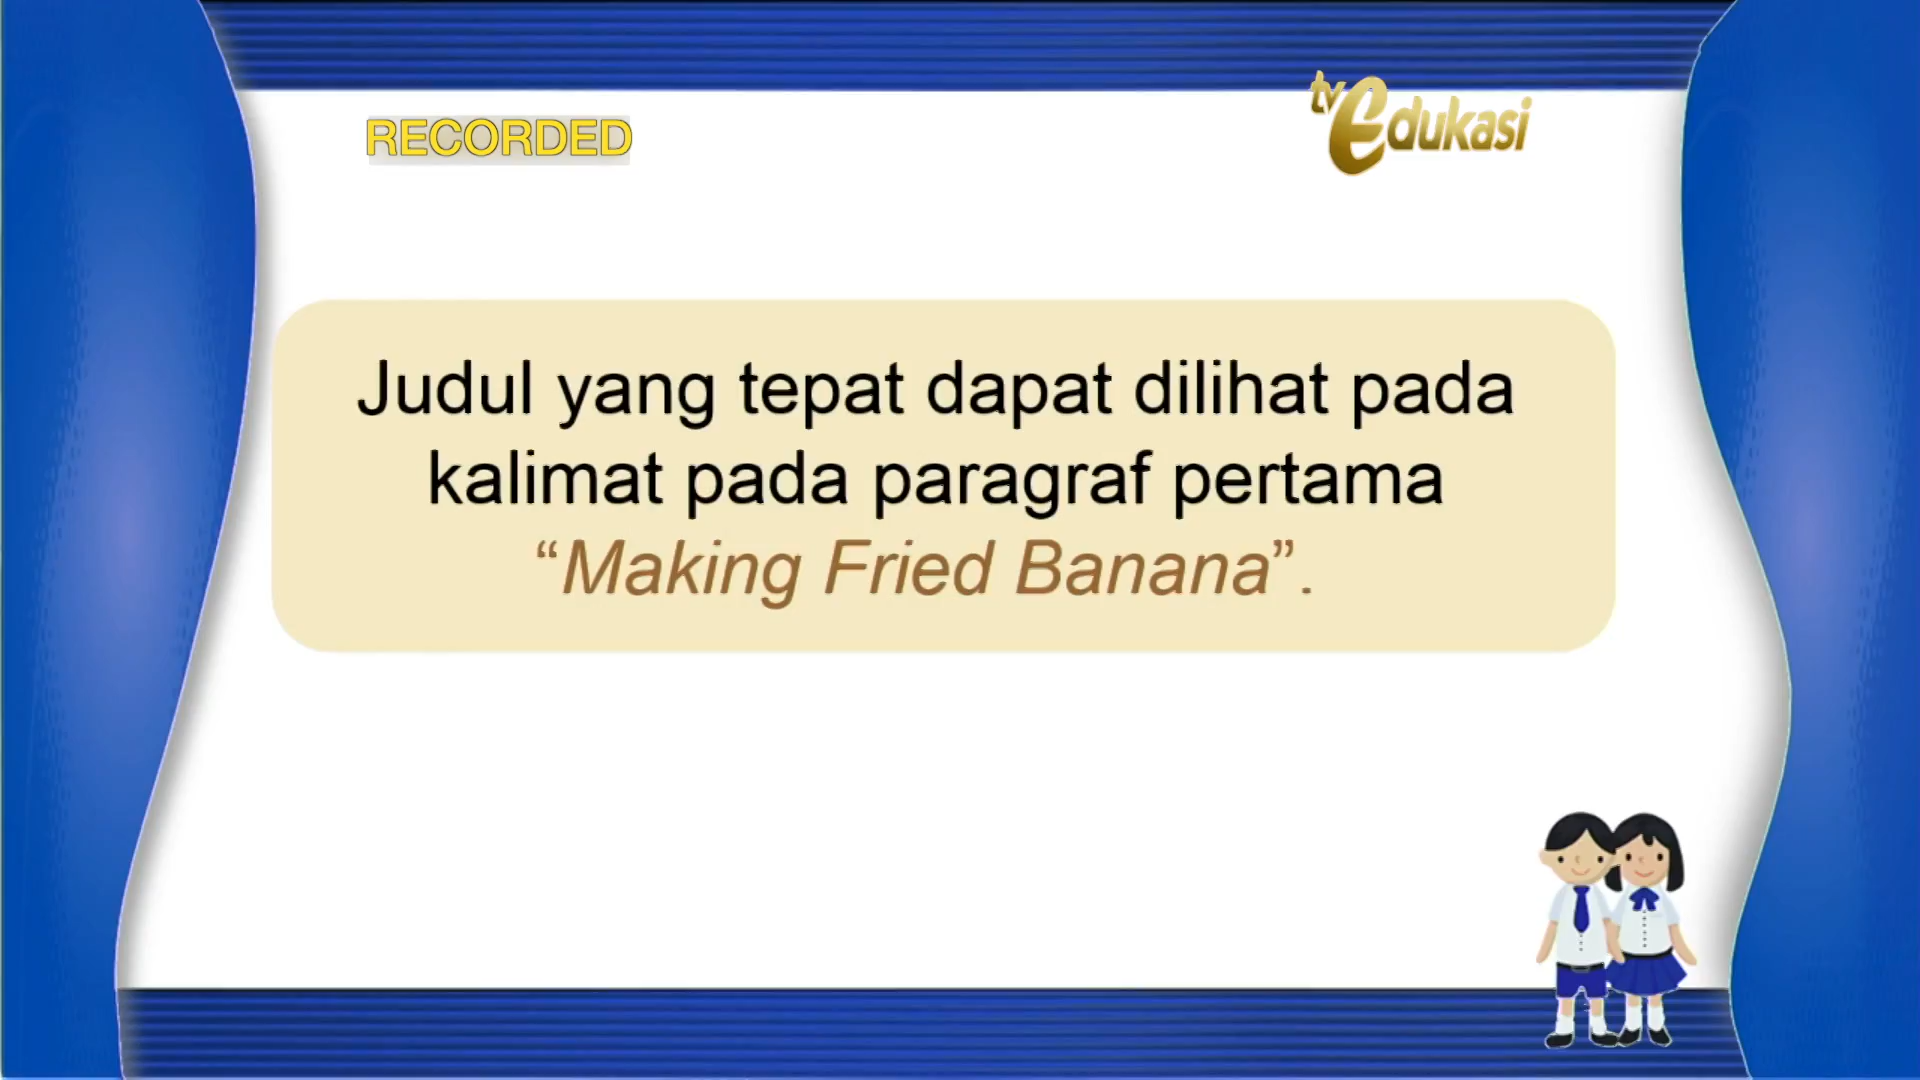 RECORDED
tv Edukasi
Judul yang tepat dapat dilihat pada
kalimat pada paragraf pertama
“Making Fried Banana”.